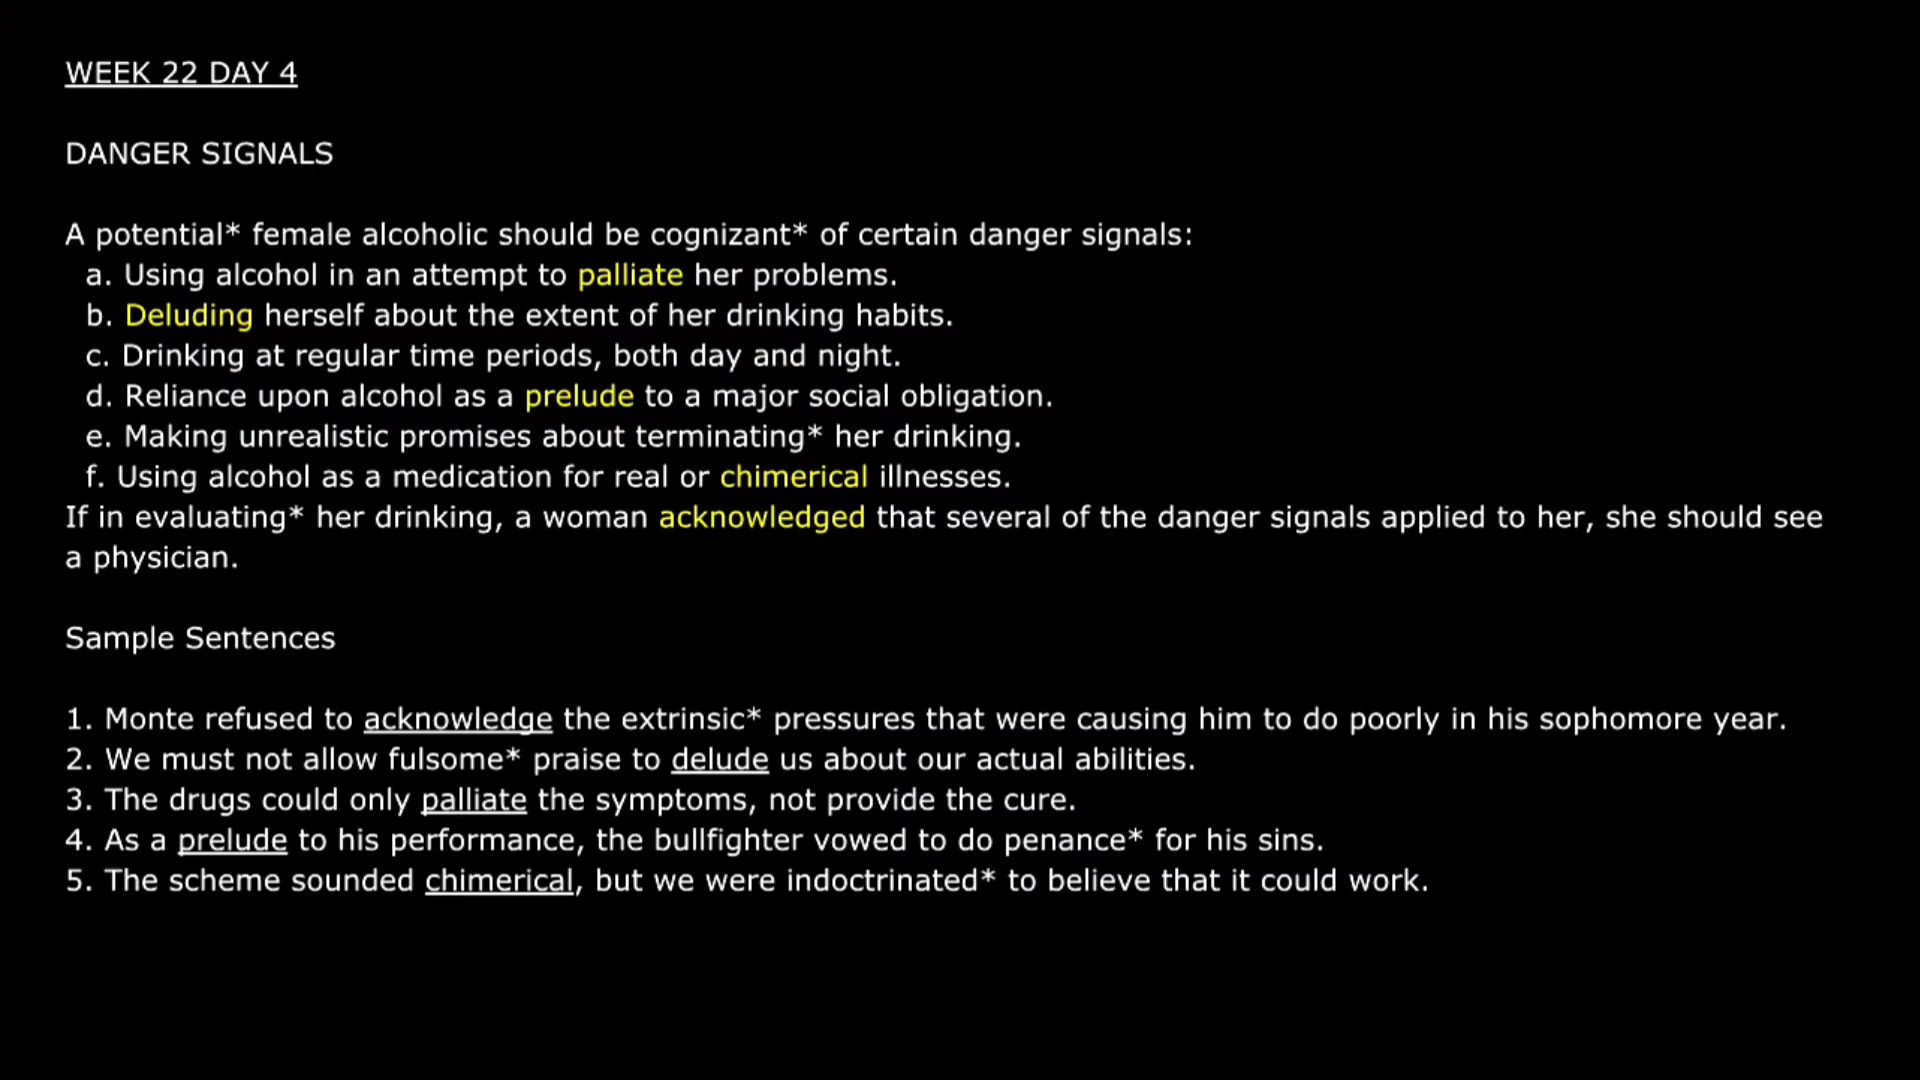 WEEK 22 DAY 4
DANGER SIGNALS
A potential* female alcoholic should be cognizant* of certain danger signals:
a. Using alcohol in an attempt to palliate her problems.
b. Deluding herself about the extent of her drinking habits.
c. Drinking at regular time periods, both day and night.
d. Reliance upon alcohol as a prelude to a major social obligation.
e. Making unrealistic promises about terminating* her drinking.
f. Using alcohol as a medication for real or chimerical illnesses.
If in evaluating* her drinking, a woman acknowledged that several of the danger signals applied to her, she should see
a physician.
Sample Sentences
1. Monte refused to acknowledge the extrinsic* pressures that were causing him to do poorly in his sophomore year.
2. We must not allow fulsome* praise to delude us about our actual abilities.
3. The drugs could only palliate the symptoms, not provide the cure.
4. As a prelude to his performance, the bullfighter vowed to do penance* for his sins.
5. The scheme sounded chimerical, but we were indoctrinated* to believe that it could work.